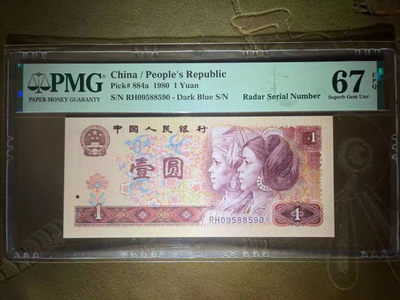 PMG
PAPER MONEY GUARANTY
China / People's Republic
Pick# 884a 1980 1 Yuan
S/N RH09588590 - Dark Blue S/N
Radar Serial Number
67 EPQ
Superb Gem Unc
中国人民银行
壹圆
1
1
1
RH09588590